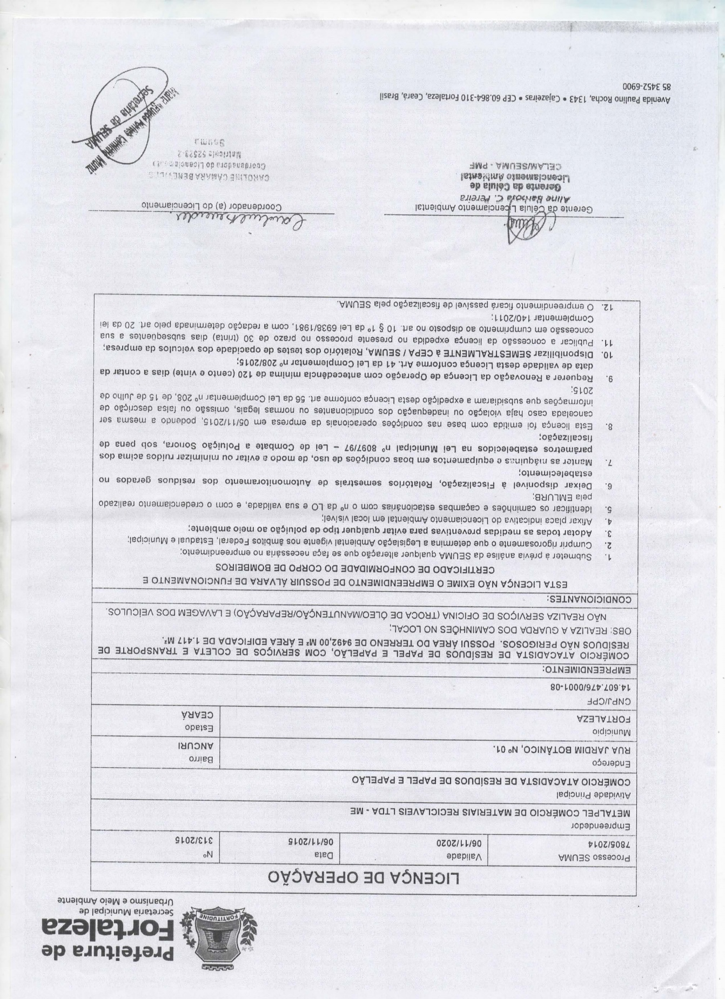 FORTITUDINE
Prefeitura de
Fortaleza
Secretaria Municipal de
Urbanismo e Meio Ambiente
LICENÇA DE OPERAÇÃO
Processo SEUMA
7805/2014
Validade
06/11/2020
Data
06/11/2015
Nº
313/2015
Empreendedor
METALPEL COMÉRCIO DE MATERIAIS RECICLAVEIS LTDA - ME
Atividade Principal
COMÉRCIO ATACADISTA DE RESÍDUOS DE PAPEL E PAPELÃO
Endereço
RUA JARDIM BOTÂNICO, Nº 01.
Bairro
ANCURI
Município
FORTALEZA
Estado
CEARÁ
CNPJ/CPF
14.607.476/0001-08
EMPREENDIMENTO:
COMÉRCIO ATACADISTA DE RESÍDUOS DE PAPEL E PAPELÃO, COM SERVIÇOS DE COLETA E TRANSPORTE DE
RESÍDUOS NÃO PERIGOSOS. POSSUI ÁREA DO TERRENO DE 9492,00 M² E ÁREA EDIFICADA DE 1.417 M².
OBS: REALIZA A GUARDA DOS CAMINHÕES NO LOCAL;
NÃO REALIZA SERVIÇOS DE OFICINA (TROCA DE ÓLEO/MANUTENÇÃO/REPARAÇÃO) E LAVAGEM DOS VEÍCULOS.
CONDICIONANTES:
ESTA LICENÇA NÃO EXIME O EMPREENDIMENTO DE POSSUIR ÁLVARA DE FUNCIONAMENTO E
CERTIFICADO DE CONFORMIDADE DO CORPO DE BOMBEIROS
1. Submeter à prévia análise da SEUMA qualquer alteração que se faça necessária no empreendimento;
2. Cumprir rigorosamente o que determina a Legislação Ambiental vigente nos âmbitos Federal, Estadual e Municipal;
3. Adotar todas as medidas preventivas para evitar qualquer tipo de poluição ao meio ambiente;
4. Afixar placa indicativa do Licenciamento Ambiental em local visível;
5. Identificar os caminhões e caçambas estacionárias com o nº da LO e sua validade, e com o credenciamento realizado
pela EMLURB;
6. Deixar disponível à Fiscalização, Relatórios semestrais de Automonitoramento dos resíduos gerados no
estabelecimento;
7. Manter as máquinas e equipamentos em boas condições de uso, de modo a evitar ou minimizar ruídos acima dos
parâmetros estabelecidos na Lei Municipal nº 8097/97 – Lei de Combate a Poluição Sonora, sob pena de
fiscalização;
8. Esta licença foi emitida com base nas condições operacionais da empresa em 05/11/2015, podendo a mesma ser
cancelada caso haja violação ou inadequação dos condicionantes ou normas legais, omissão ou falsa descrição de
informações que subsidiaram a expedição desta Licença conforme art. 56 da Lei Complementar nº 208, de 15 de Julho de
2015;
9. Requerer a Renovação da Licença de Operação com antecedência mínima de 120 (cento e vinte) dias a contar da
data de validade desta Licença conforme Art. 41 da Lei Complementar nº 208/2015;
10. Disponibilizar SEMESTRALMENTE à CEPA / SEUMA, Relatório dos testes de opacidade dos veículos da empresa;
11. Publicar a concessão da licença expedida no presente processo no prazo de 30 (trinta) dias subseqüentes a sua
concessão em cumprimento ao disposto no art. 10 § 1º da Lei 6938/1981, com a redação determinada pelo art. 20 da lei
Complementar 140/2011;
12. O empreendimento ficará passível de fiscalização pela SEUMA.
Gerente da Célula Licenciamento Ambiental
Aline Barbosa C. Pereira
Gerente da Célula de
Licenciamento Ambiental
CELAM/SEUMA - PMF
Coordenador (a) do Licenciamento
CAROLINE CÂMARA BENEVIDES
Coordenadora do Licenciamento
Matrícula 52523-2
Seuma
Maria Águeda Pontes Caminha Muniz
Secretária da SEUMA
Avenida Paulino Rocha, 1343 • Cajazeiras • CEP 60.864-310 Fortaleza, Ceará, Brasil
85 3452-6900